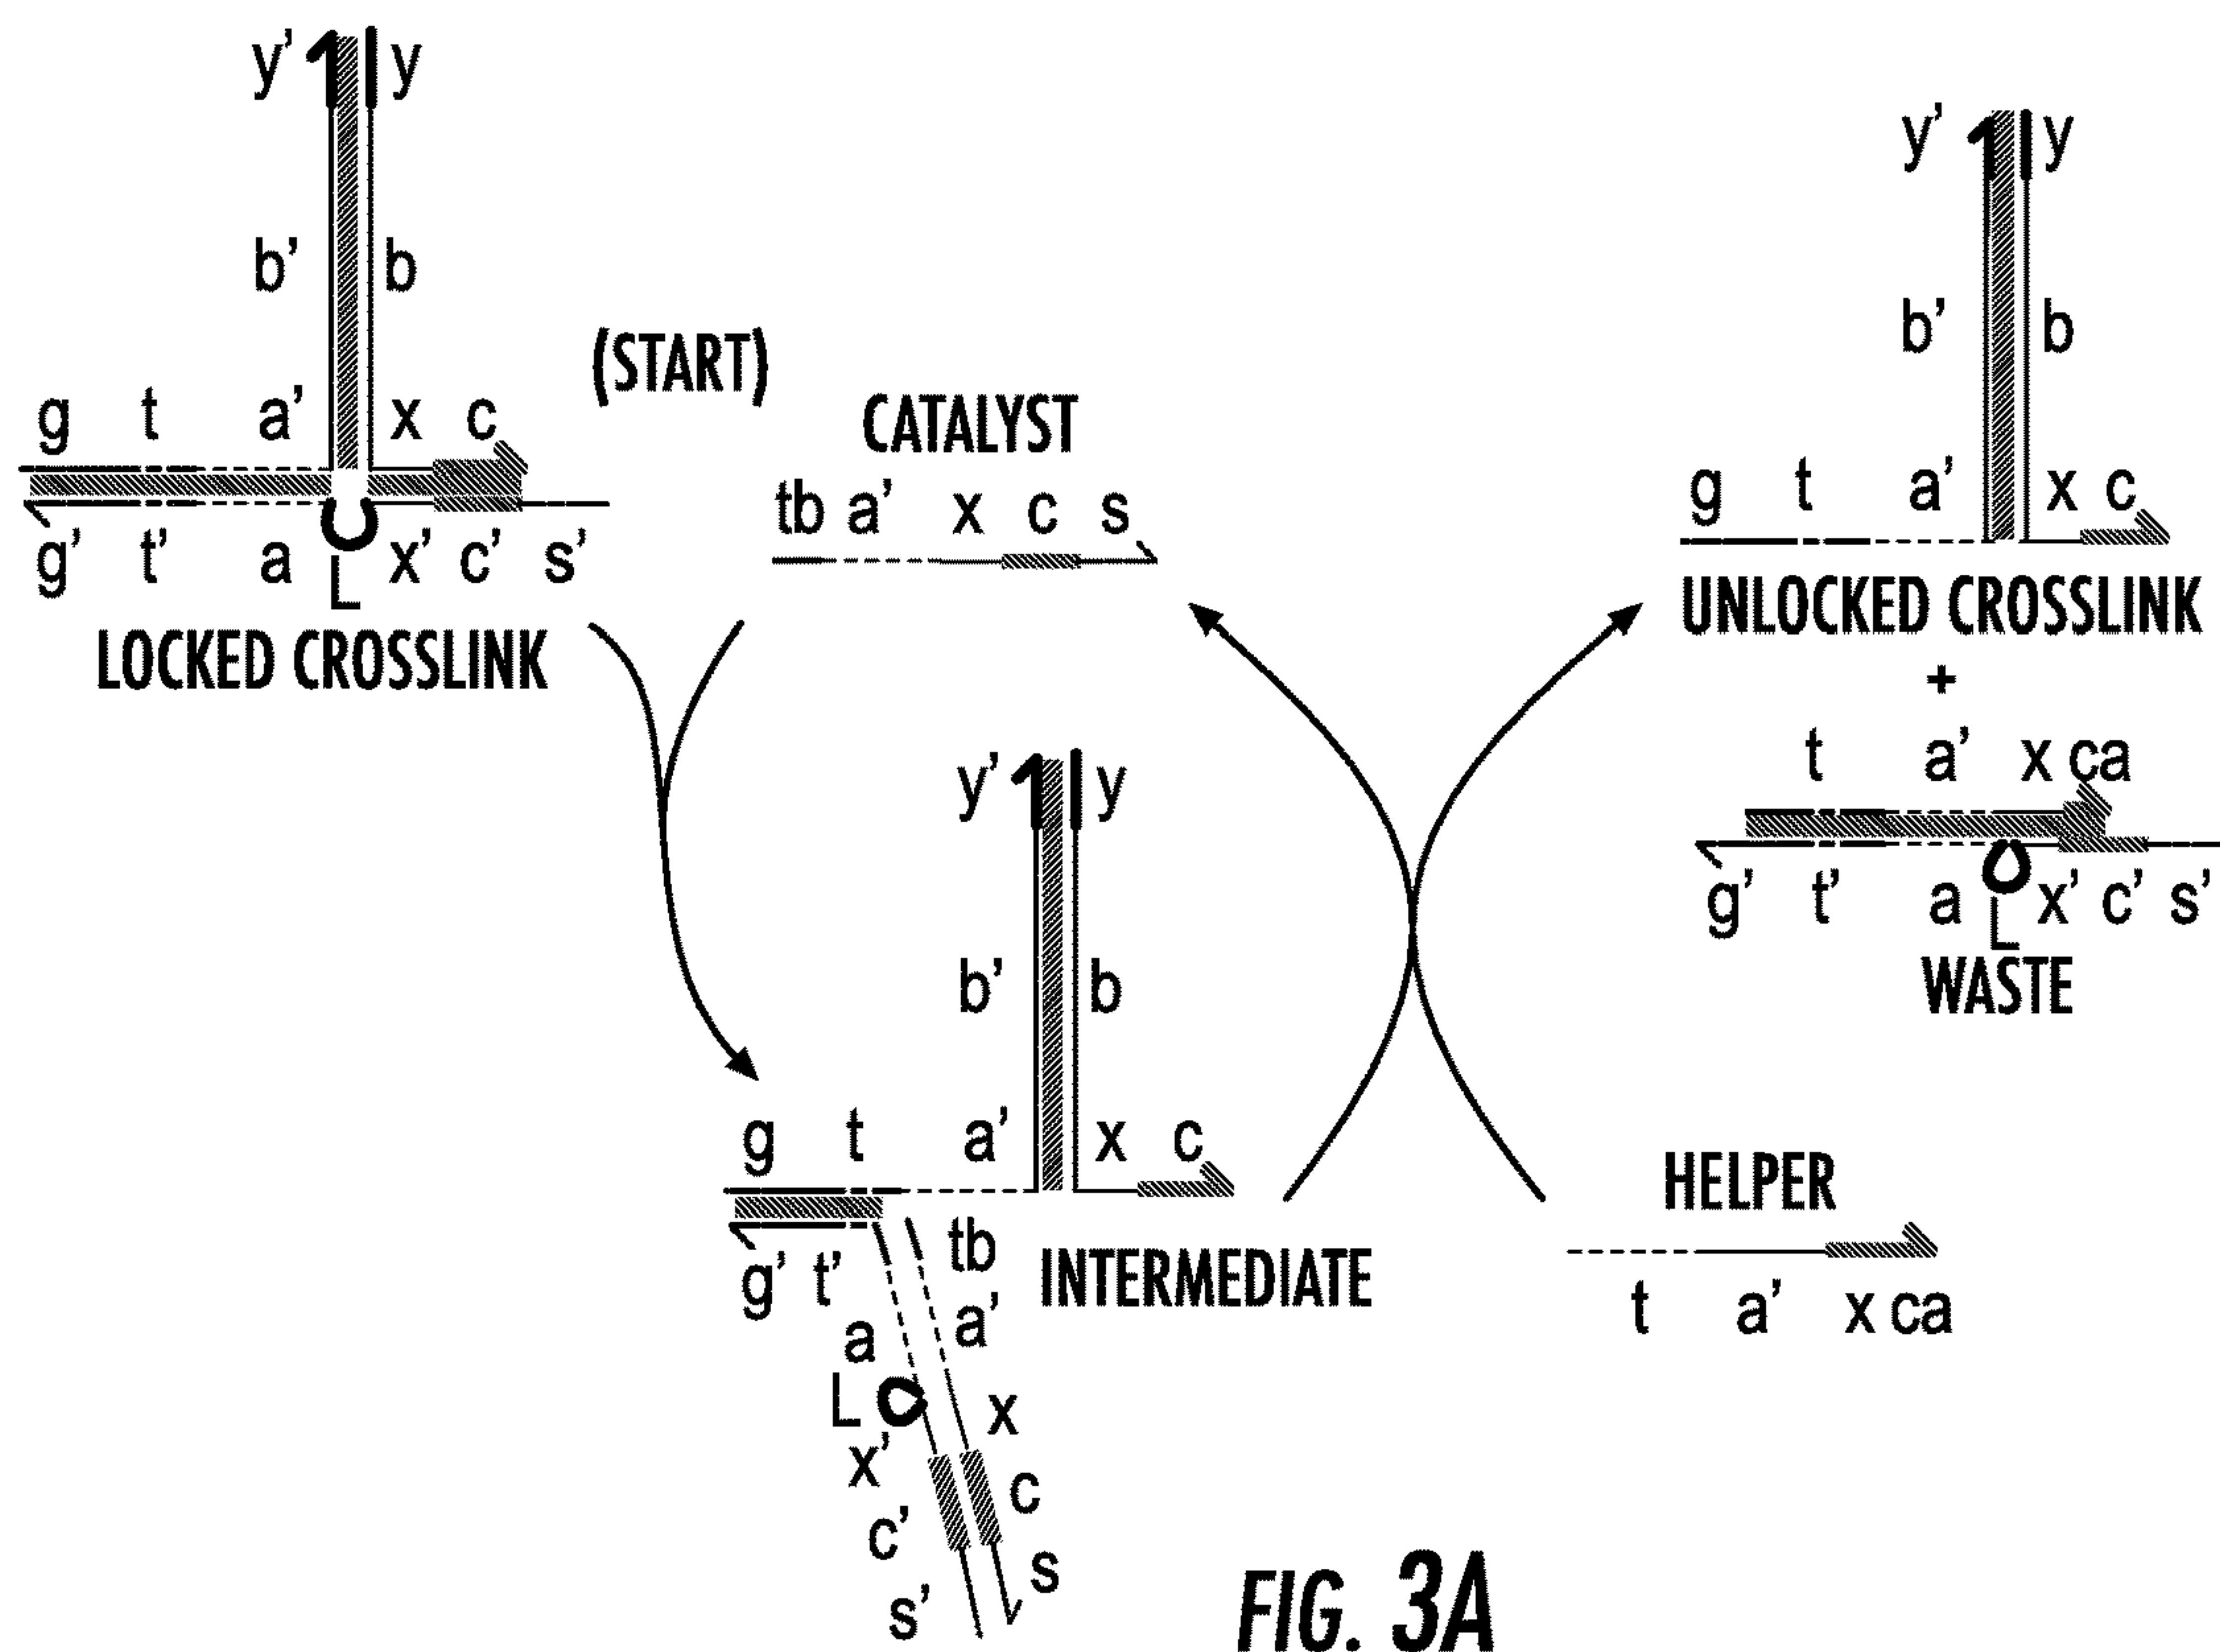 y’ y
b’ b
(START)
g t a’ x c
g’ t’ a L x’ c’ s’
LOCKED CROSSLINK
CATALYST
tb a’ x c s
y’ y
b’ b
g t a’ x c
UNLOCKED CROSSLINK
+
t a’ x ca
g’ t’ a L x’ c’ s’
WASTE
y’ y
b’ b
g t a’ x c
g’ t’ tb
INTERMEDIATE
a a’
L x
x’
c’ c
s’ s
HELPER
t a’ x ca
FIG. 3A